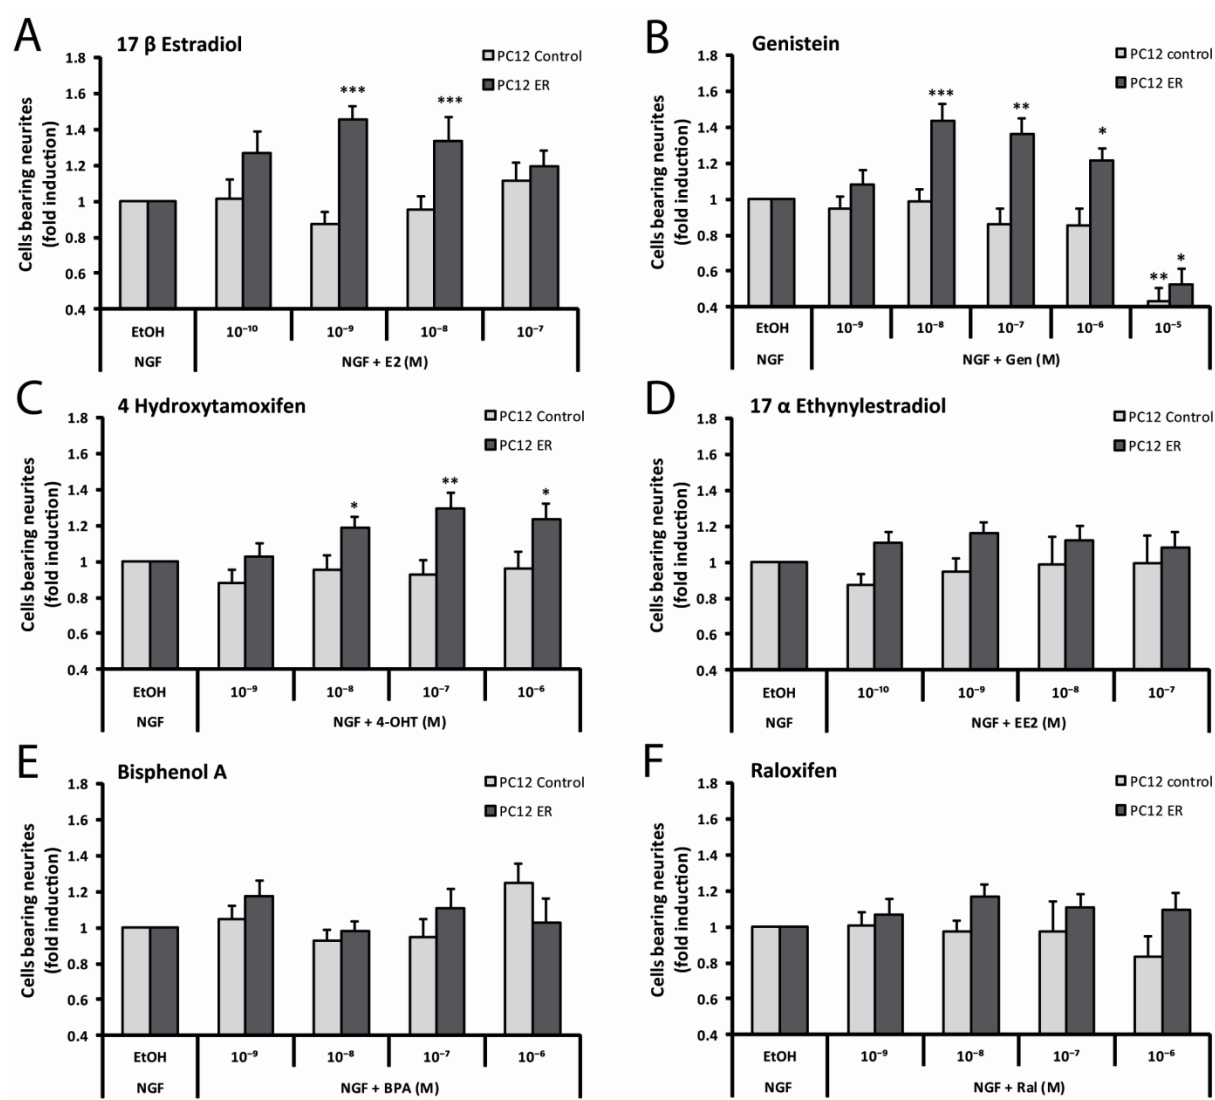 A
17 β Estradiol
PC12 Control
PC12 ER
Cells bearing neurites
(fold induction)
1.8
1.6
1.4
1.2
1
0.8
0.6
0.4
***
***
EtOH
10⁻¹⁰
10⁻⁹
10⁻⁸
10⁻⁷
NGF
NGF + E2 (M)
B
Genistein
PC12 control
PC12 ER
Cells bearing neurites
(fold induction)
1.8
1.6
1.4
1.2
1
0.8
0.6
0.4
***
**
*
**
*
EtOH
10⁻⁹
10⁻⁸
10⁻⁷
10⁻⁶
10⁻⁵
NGF
NGF + Gen (M)
C
4 Hydroxytamoxifen
PC12 Control
PC12 ER
Cells bearing neurites
(fold induction)
1.8
1.6
1.4
1.2
1
0.8
0.6
0.4
*
**
*
EtOH
10⁻⁹
10⁻⁸
10⁻⁷
10⁻⁶
NGF
NGF + 4-OHT (M)
D
17 α Ethynylestradiol
PC12 Control
PC12 ER
Cells bearing neurites
(fold induction)
1.8
1.6
1.4
1.2
1
0.8
0.6
0.4
EtOH
10⁻¹⁰
10⁻⁹
10⁻⁸
10⁻⁷
NGF
NGF + EE2 (M)
E
Bisphenol A
PC12 Control
PC12 ER
Cells bearing neurites
(fold induction)
1.8
1.6
1.4
1.2
1
0.8
0.6
0.4
EtOH
10⁻⁹
10⁻⁸
10⁻⁷
10⁻⁶
NGF
NGF + BPA (M)
F
Raloxifen
PC12 control
PC12 ER
Cells bearing neurites
(fold induction)
1.8
1.6
1.4
1.2
1
0.8
0.6
0.4
EtOH
10⁻⁹
10⁻⁸
10⁻⁷
10⁻⁶
NGF
NGF + Ral (M)